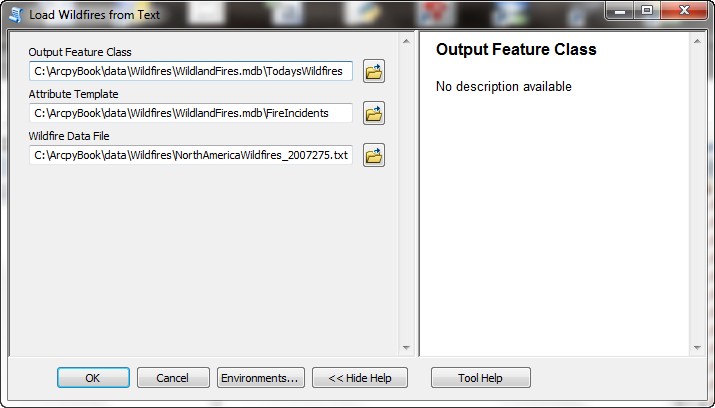 Load Wildfires from Text
Output Feature Class
C:\ArcpyBook\data\Wildfires\WildlandFires.mdb\TodaysWildfires
Attribute Template
C:\ArcpyBook\data\Wildfires\WildlandFires.mdb\FireIncidents
Wildfire Data File
C:\ArcpyBook\data\Wildfires\NorthAmericaWildfires_2007275.txt
Output Feature Class
No description available
OK
Cancel
Environments...
<< Hide Help
Tool Help